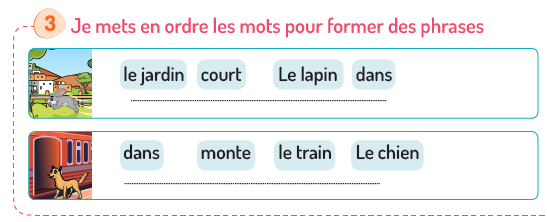 3 Je mets en ordre les mots pour former des phrases
le jardin court Le lapin dans
dans monte le train Le chien